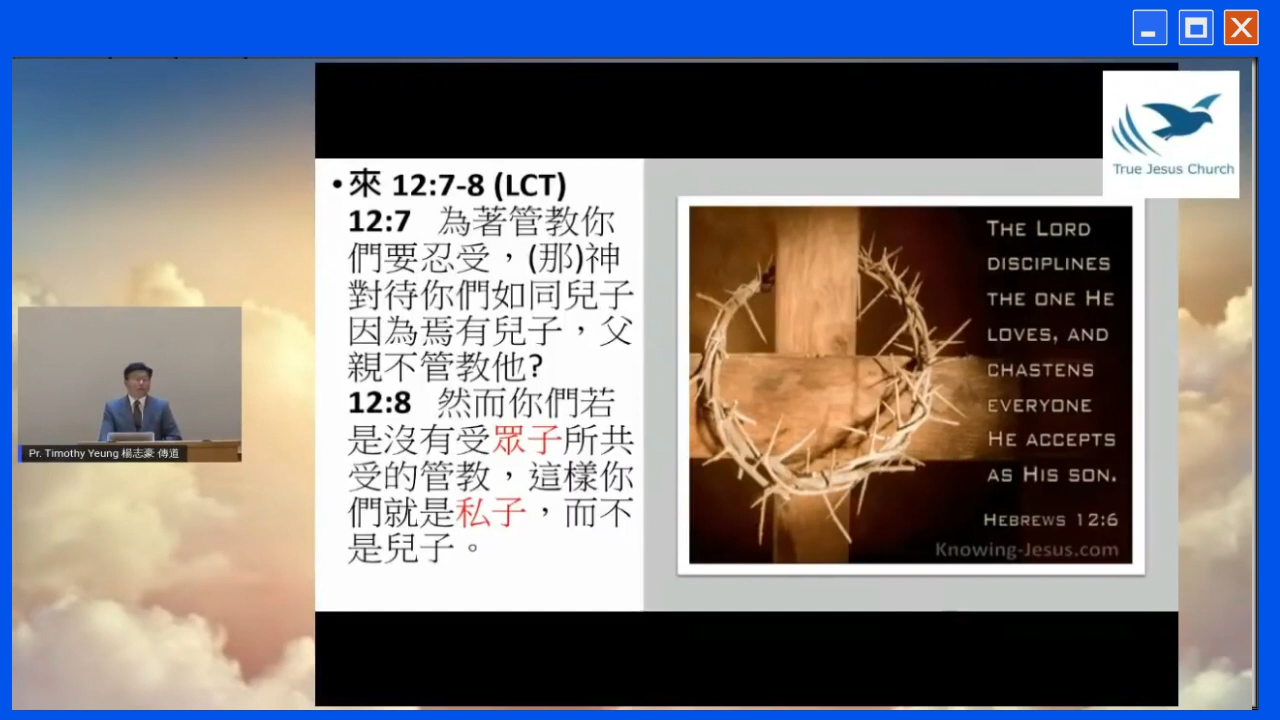 True Jesus Church
•來 12:7-8 (LCT)
12:7 為著管教你
們要忍受，(那)神
對待你們如同兒子
因為焉有兒子，父
親不管教他?
12:8 然而你們若
是沒有受眾子所共
受的管教，這樣你
們就是私子，而不
是兒子。
THE LORD
DISCIPLINES
THE ONE HE
LOVES, AND
CHASTENS
EVERYONE
HE ACCEPTS
AS HIS SON.
HEBREWS 12:6
Knowing-Jesus.com
Pr. Timothy Yeung 楊志豪 傳道